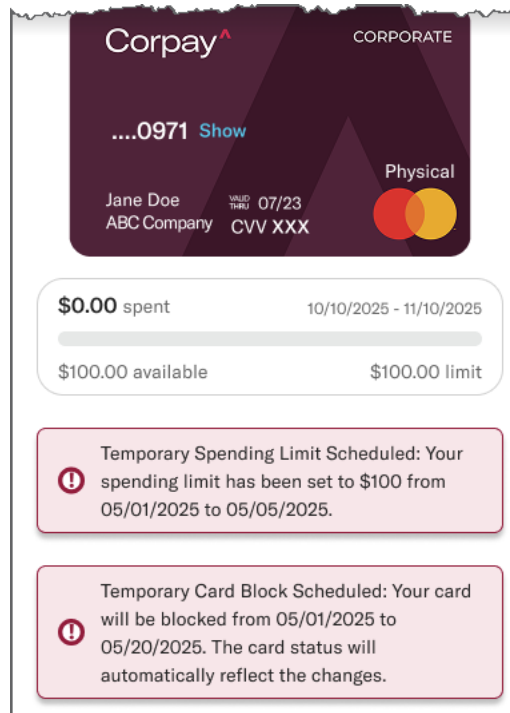 Corpay^
CORPORATE
....0971 Show
Physical
Jane Doe
VALID THRU 07/23
ABC Company
CVV XXX
$0.00 spent
10/10/2025 - 11/10/2025
$100.00 available
$100.00 limit
Temporary Spending Limit Scheduled: Your
spending limit has been set to $100 from
05/01/2025 to 05/05/2025.
Temporary Card Block Scheduled: Your card
will be blocked from 05/01/2025 to
05/20/2025. The card status will
automatically reflect the changes.